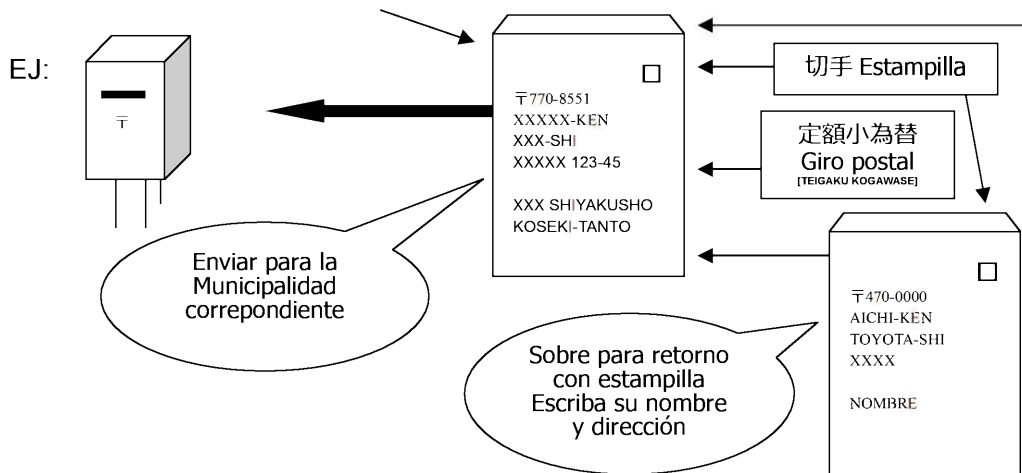 EJ:
〒
〒770-8551
XXXXX-KEN
XXX-SHI
XXXXX 123-45
XXX SHIYAKUSHO
KOSEKI-TANTO
切手 Estampilla
定額小為替
Giro postal
[TEIGAKU KOGAWASE]
Enviar para la
Municipalidad
correpondiente
Sobre para retorno
con estampilla
Escriba su nombre
y dirección
〒470-0000
AICHI-KEN
TOYOTA-SHI
XXXX
NOMBRE